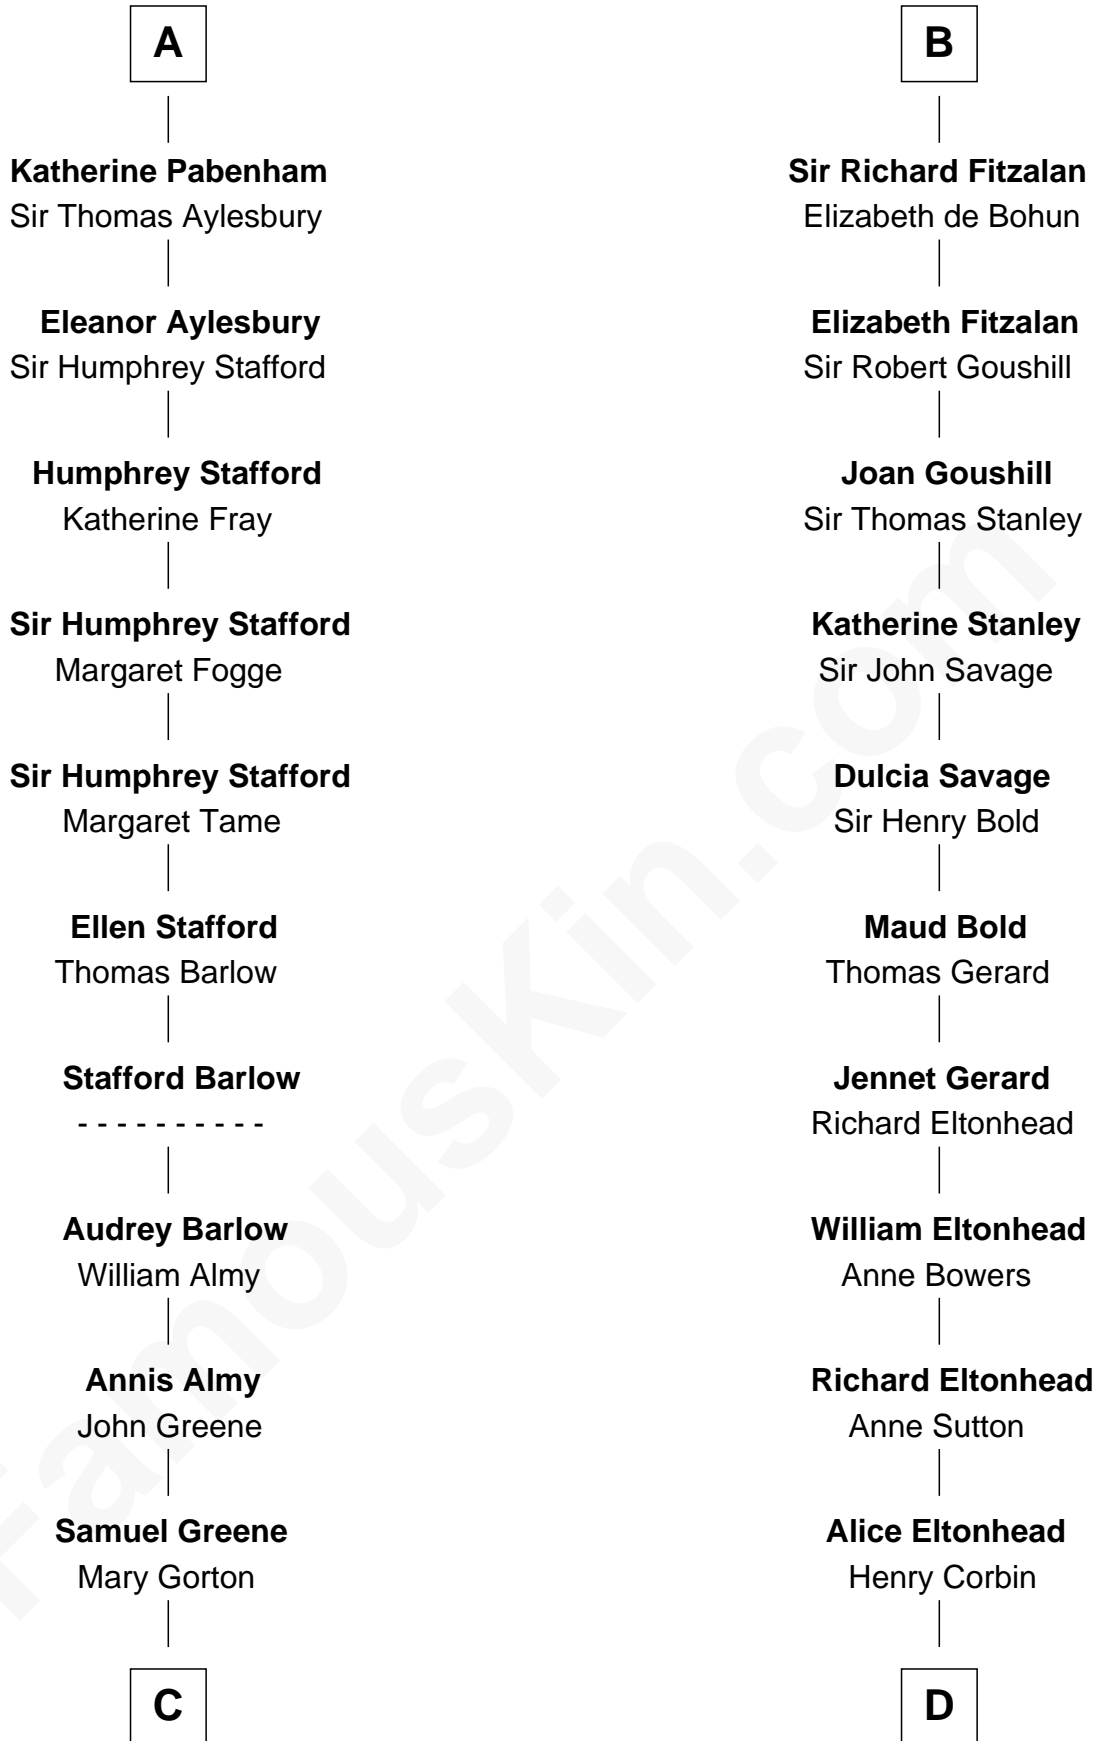 A
Katherine Pabenham
Sir Thomas Aylesbury
Eleanor Aylesbury
Sir Humphrey Stafford
Humphrey Stafford
Katherine Fray
Sir Humphrey Stafford
Margaret Fogge
Sir Humphrey Stafford
Margaret Tame
Ellen Stafford
Thomas Barlow
Stafford Barlow
- - - - - - - - - -
Audrey Barlow
William Almy
Annis Almy
John Greene
Samuel Greene
Mary Gorton
C
B
Sir Richard Fitzalan
Elizabeth de Bohun
Elizabeth Fitzalan
Sir Robert Goushill
Joan Goushill
Sir Thomas Stanley
Katherine Stanley
Sir John Savage
Dulcia Savage
Sir Henry Bold
Maud Bold
Thomas Gerard
Jennet Gerard
Richard Eltonhead
William Eltonhead
Anne Bowers
Richard Eltonhead
Anne Sutton
Alice Eltonhead
Henry Corbin
D
FamousKin.com